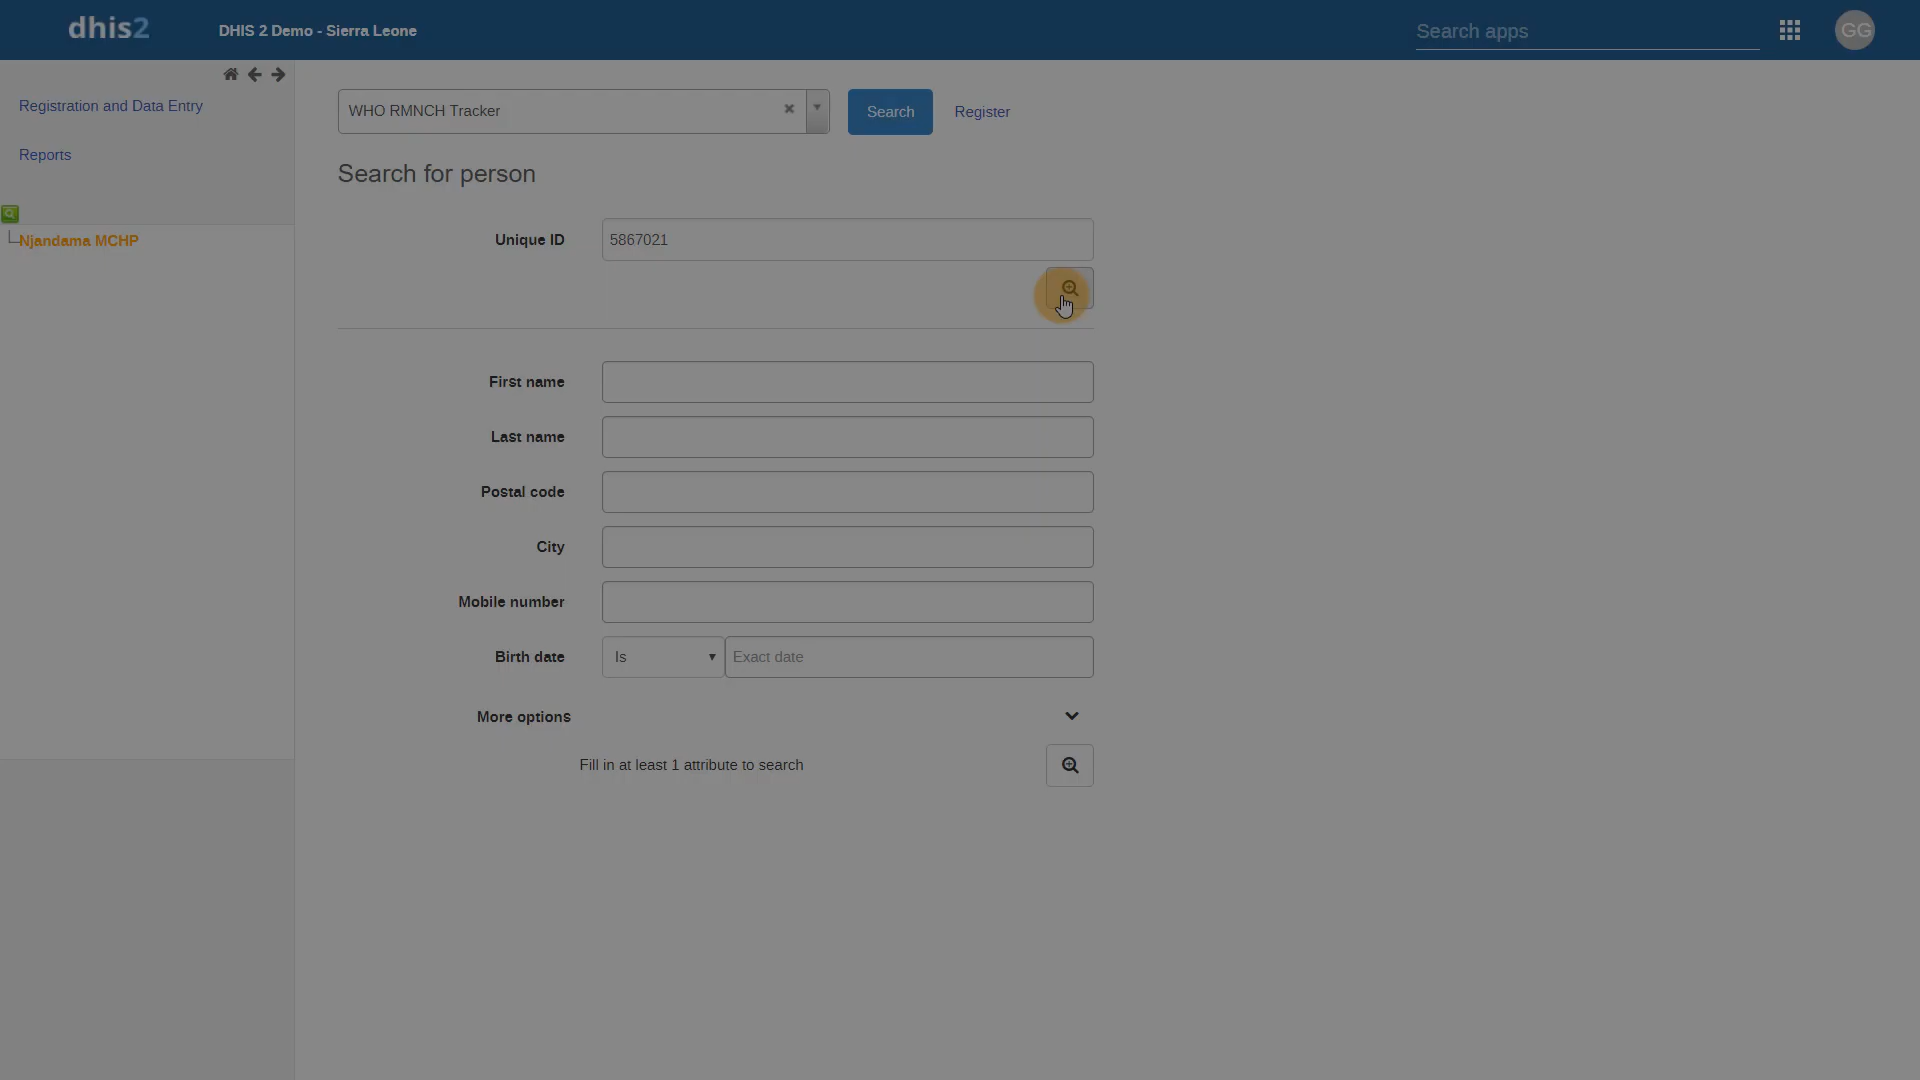 dhis2
DHIS 2 Demo - Sierra Leone
Search apps
GG
Registration and Data Entry
Reports
Njandama MCHP
WHO RMNCH Tracker
Search
Register
Search for person
Unique ID
5867021
First name
Last name
Postal code
City
Mobile number
Birth date
Is
Exact date
More options
Fill in at least 1 attribute to search